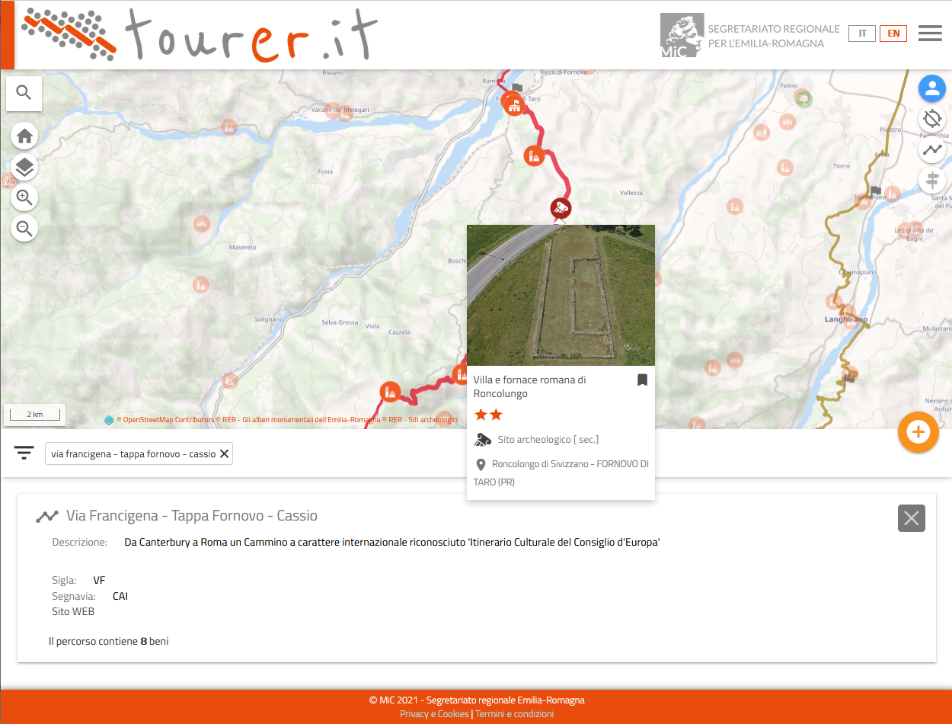 tourer.it
MiC
SEGRETARIATO REGIONALE
PER L'EMILIA-ROMAGNA
IT
EN
Riviano
Ricco di Fornovo
Varano de' Melegari
Felino
Pilastro
Fosio
Vallezza
Tiorre
Torrechiara
Masereto
Solignano
Selva Grossa
Viola
Cazzola
Langhirano
2 km
© OpenStreetMap Contributors © RER - Gli alberi monumentali dell'Emilia-Romagna © RER - Siti archeologici
Villa e fornace romana di
Roncolungo
Sito archeologico [ sec.]
Roncolongo di Sivizzano - FORNOVO DI
TARO (PR)
via francigena - tappa fornovo - cassio
Via Francigena - Tappa Fornovo - Cassio
Descrizione: Da Canterbury a Roma un Cammino a carattere internazionale riconosciuto 'Itinerario Culturale del Consiglio d'Europa'
Sigla: VF
Segnavia: CAI
Sito WEB
Il percorso contiene 8 beni
© MiC 2021 - Segretariato regionale Emilia-Romagna
Privacy e Cookies | Termini e condizioni